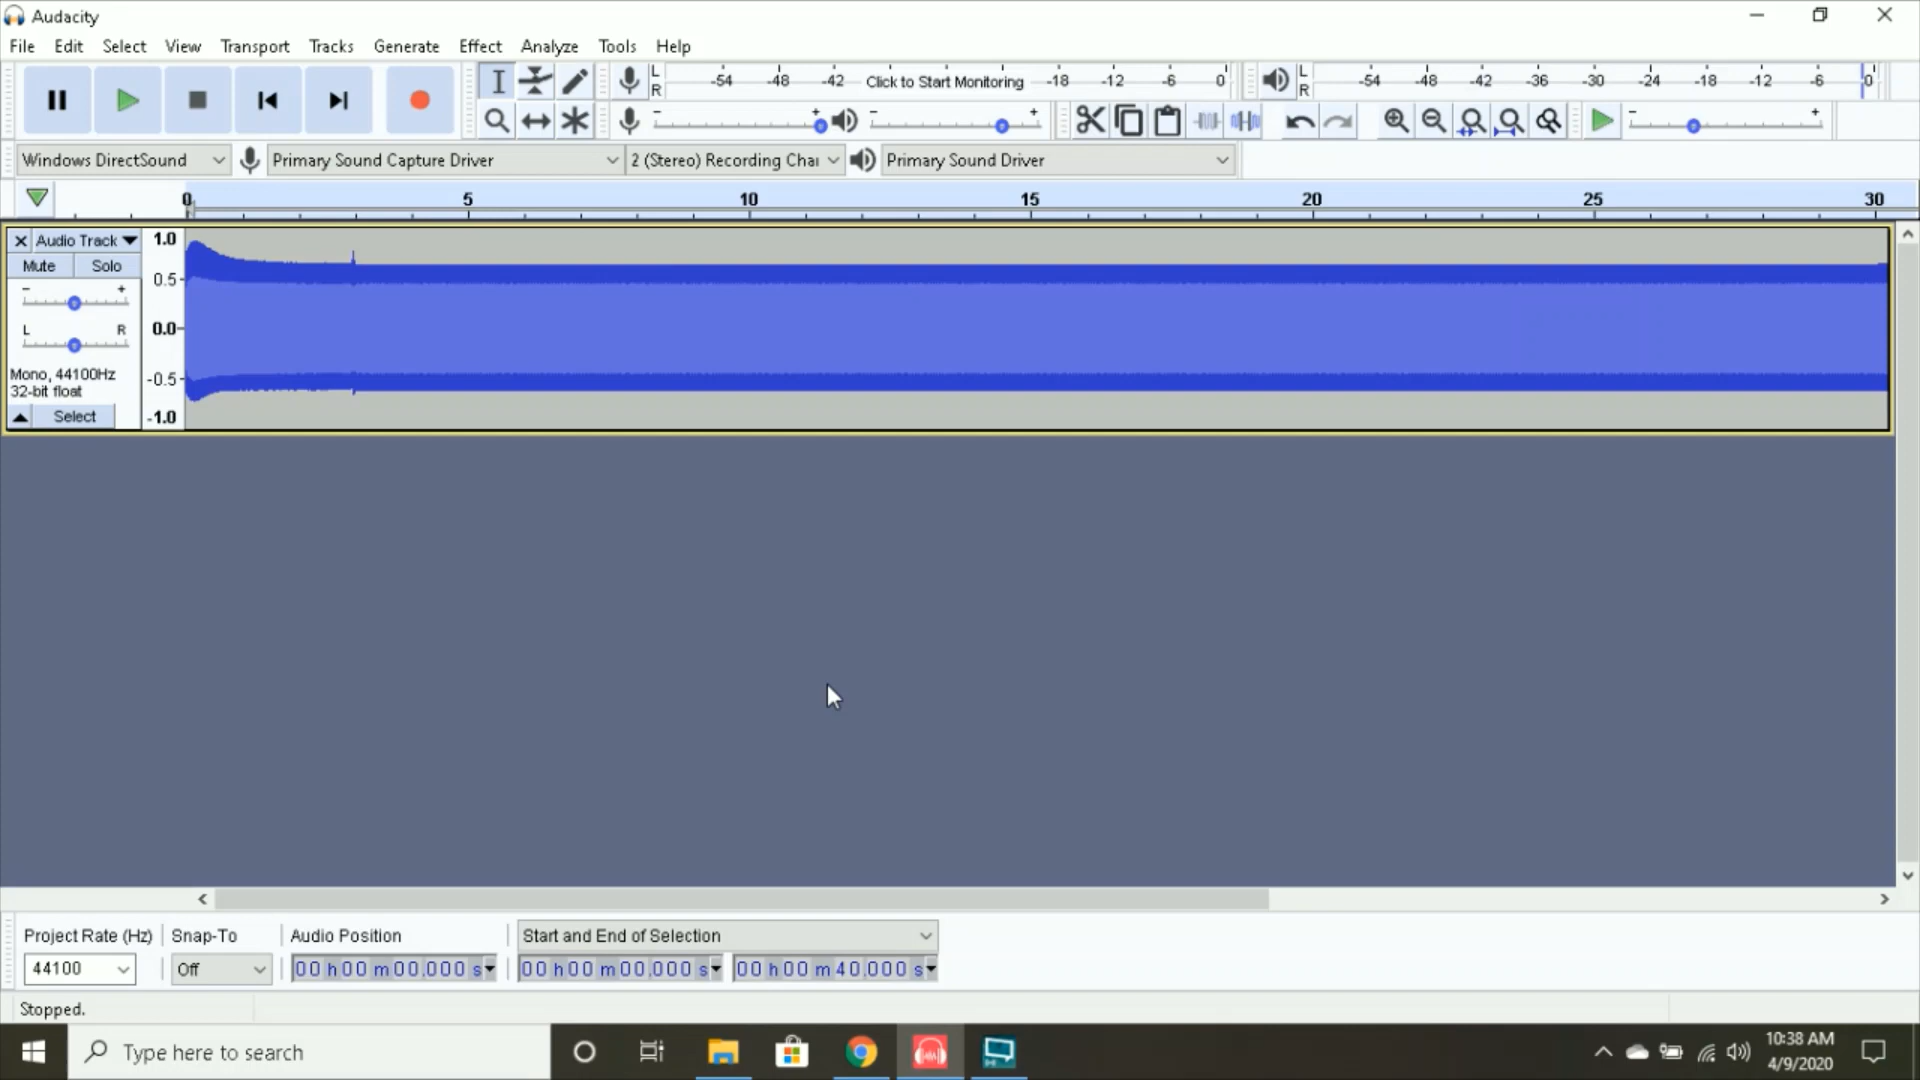 Audacity
File Edit Select View Transport Tracks Generate Effect Analyze Tools Help
L
R
-54 -48 -42 Click to Start Monitoring -18 -12 -6 0
L
R
-54 -48 -42 -36 -30 -24 -18 -12 -6 0
Windows DirectSound Primary Sound Capture Driver 2 (Stereo) Recording Chai Primary Sound Driver
0 5 10 15 20 25 30
Audio Track
Mute Solo
- +
L R
Mono, 44100Hz
32-bit float
Select
1.0
0.5
0.0
-0.5
-1.0
Project Rate (Hz) Snap-To Audio Position Start and End of Selection
44100 Off 00 h 00 m 00.000 s 00 h 00 m 00.000 s 00 h 00 m 40.000 s
Stopped.
Type here to search
10:38 AM
4/9/2020